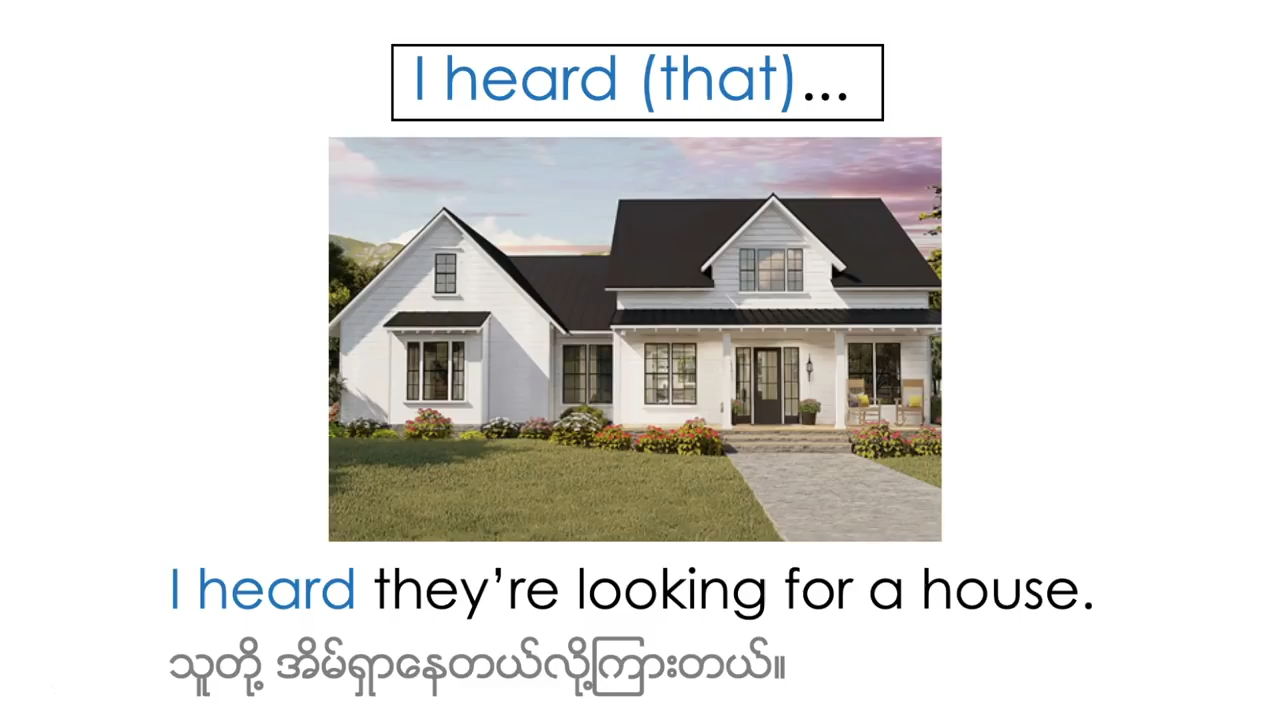 I heard (that)...
I heard they’re looking for a house.
သူတို့ အိမ်ရှာနေတယ်လို့ကြားတယ်။